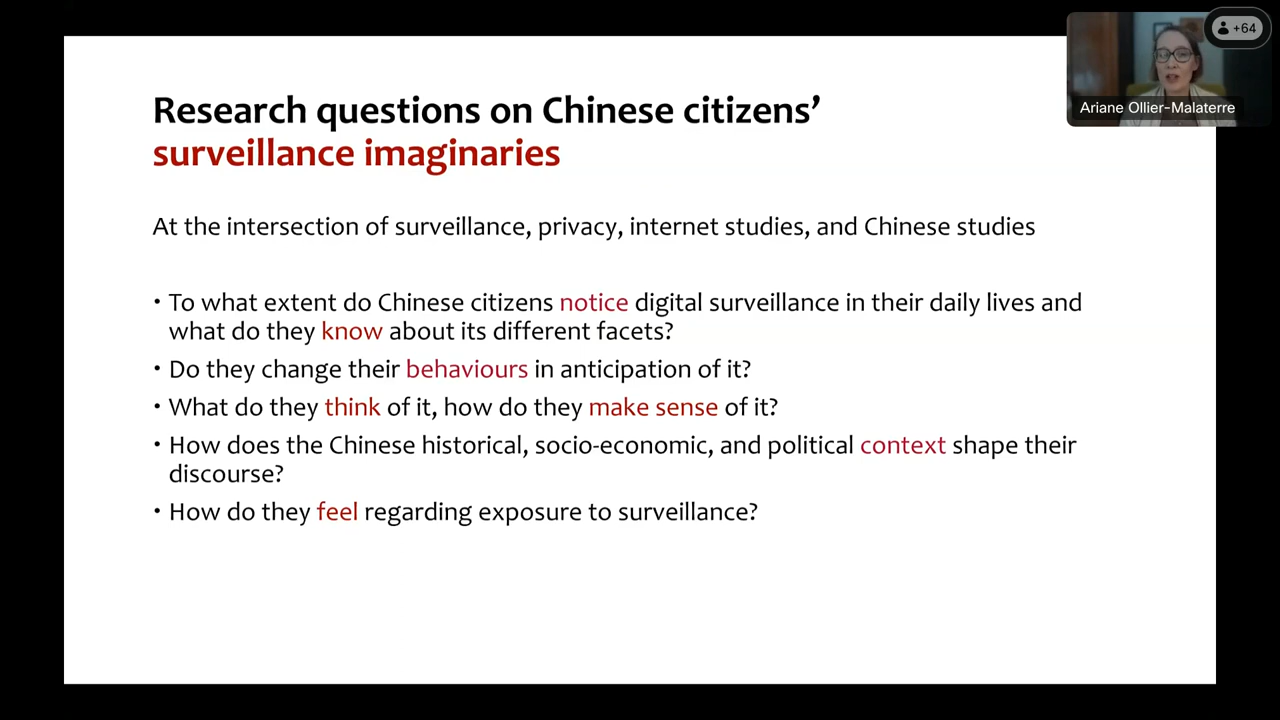 +64
Ariane Ollier-Malaterre
Research questions on Chinese citizens’
surveillance imaginaries
At the intersection of surveillance, privacy, internet studies, and Chinese studies
• To what extent do Chinese citizens notice digital surveillance in their daily lives and
what do they know about its different facets?
• Do they change their behaviours in anticipation of it?
• What do they think of it, how do they make sense of it?
• How does the Chinese historical, socio-economic, and political context shape their
discourse?
• How do they feel regarding exposure to surveillance?